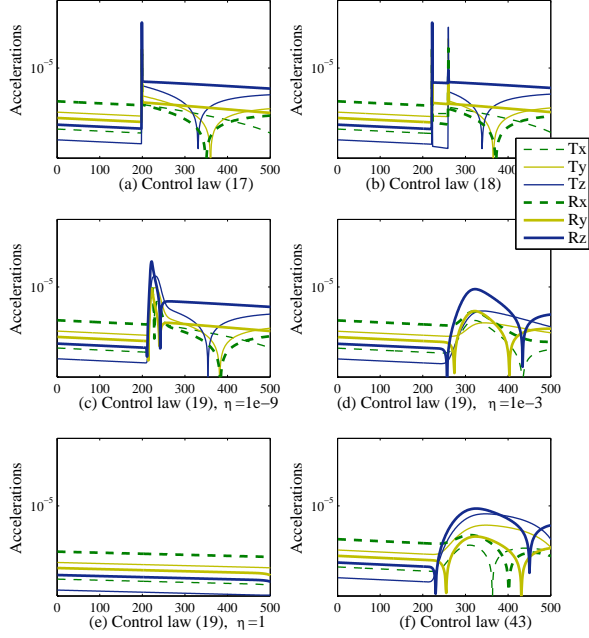 Accelerations
10⁻⁵
0 100 200 300 400 500
(a) Control law (17)
Accelerations
10⁻⁵
0 100 200 300 400 500
(b) Control law (18)
Tx
Ty
Tz
Rx
Ry
Rz
Accelerations
10⁻⁵
0 100 200 300 400 500
(c) Control law (19), η=1e−9
Accelerations
10⁻⁵
0 100 200 300 400 500
(d) Control law (19), η=1e−3
Accelerations
10⁻⁵
0 100 200 300 400 500
(e) Control law (19), η=1
Accelerations
10⁻⁵
0 100 200 300 400 500
(f) Control law (43)